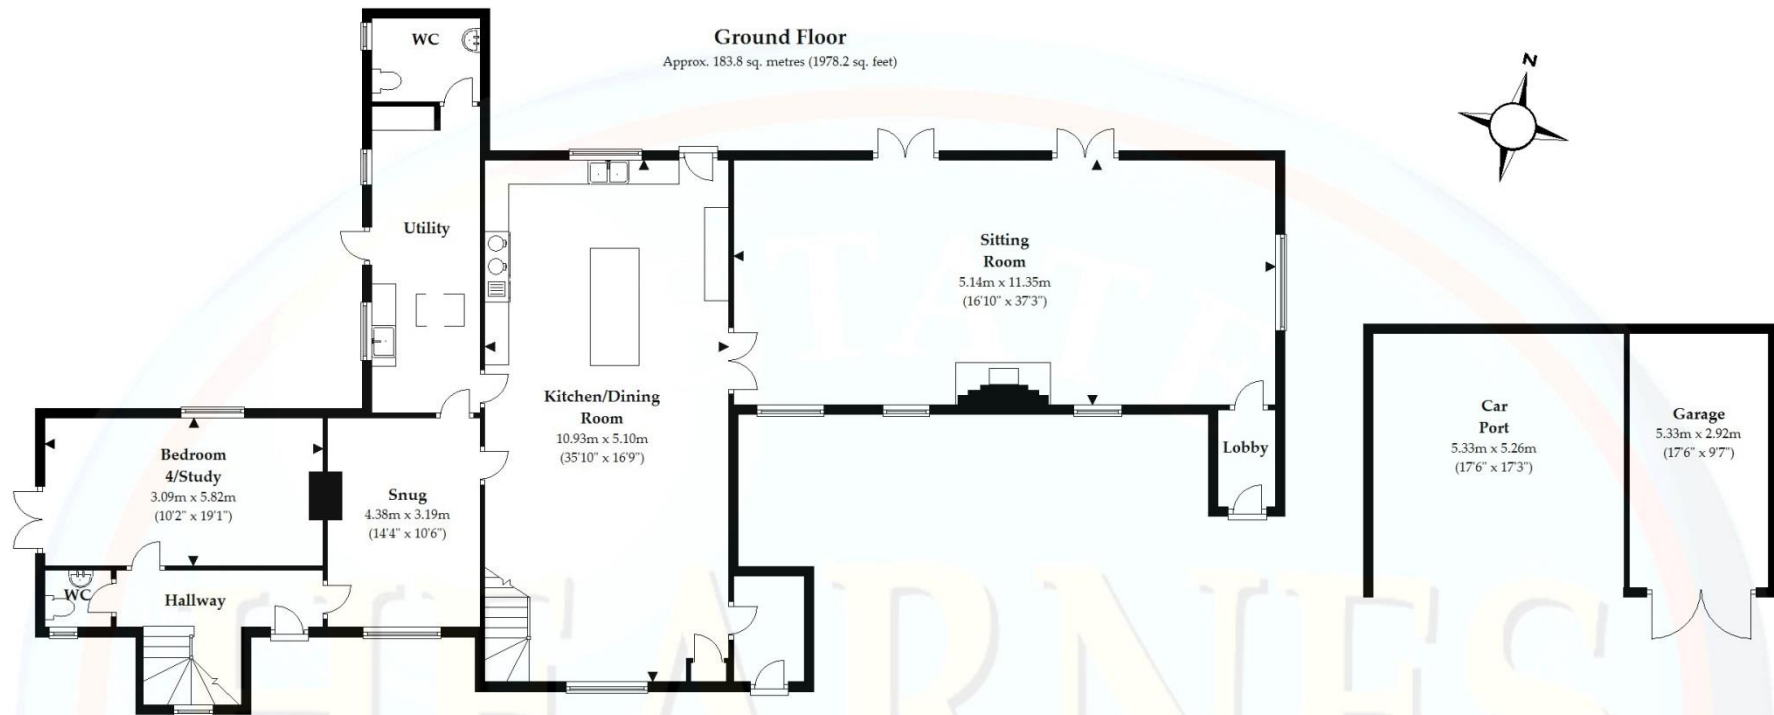 Ground Floor
Approx. 183.8 sq. metres (1978.2 sq. feet)
N
WC
Utility
Sitting
Room
5.14m x 11.35m
(16'10" x 37'3")
Kitchen/Dining
Room
10.93m x 5.10m
(35'10" x 16'9")
Car
Port
5.33m x 5.26m
(17'6" x 17'3")
Garage
5.33m x 2.92m
(17'6" x 9'7")
Lobby
Bedroom
4/Study
3.09m x 5.82m
(10'2" x 19'1")
Snug
4.38m x 3.19m
(14'4" x 10'6")
WC
Hallway
ESTATE
HEARNES